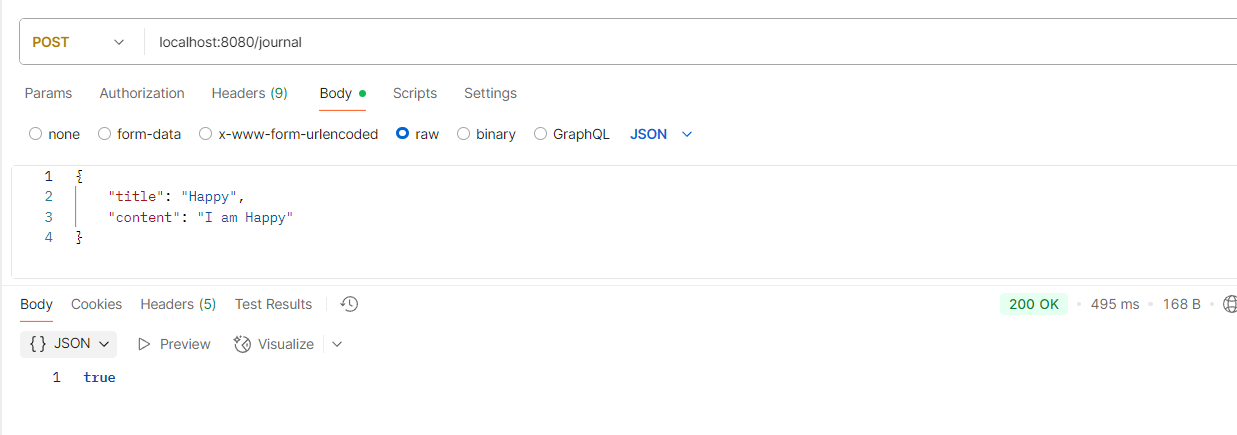 POST localhost:8080/journal
Params Authorization Headers (9) Body Scripts Settings
none form-data x-www-form-urlencoded raw binary GraphQL JSON
1 {
2 "title": "Happy",
3 "content": "I am Happy"
4 }
Body Cookies Headers (5) Test Results 200 OK 495 ms 168 B
{} JSON Preview Visualize
1 true